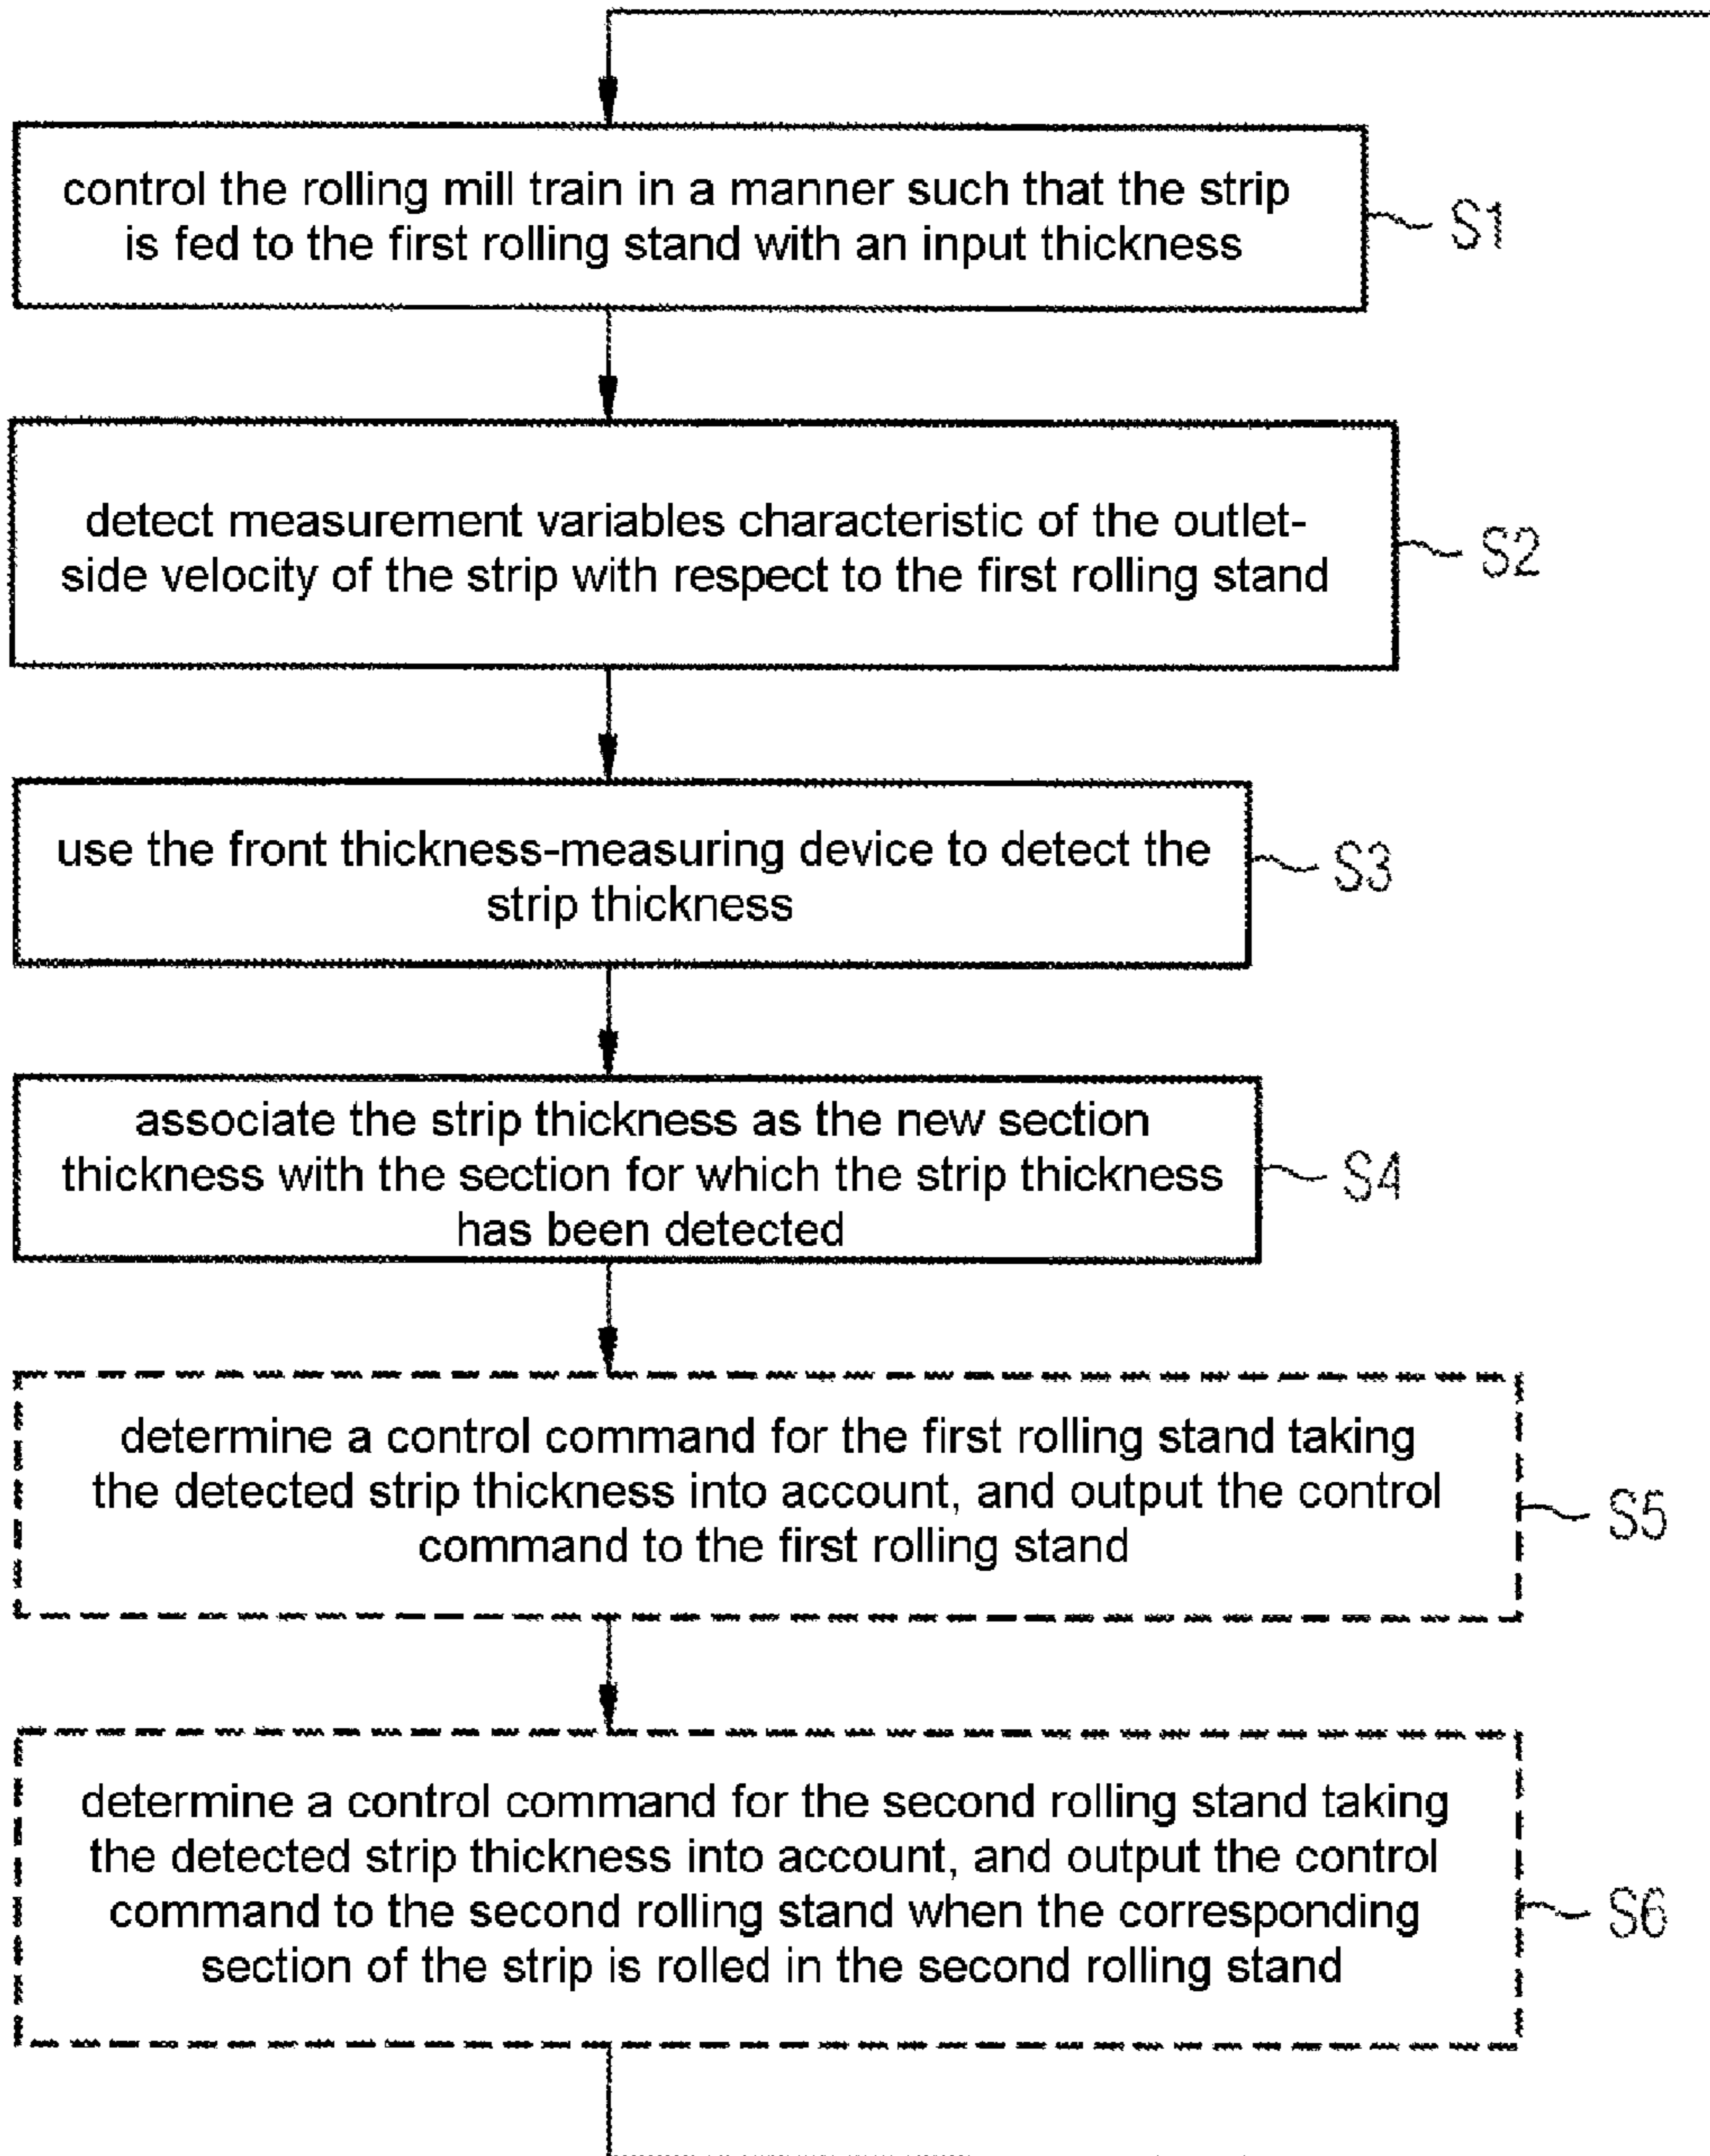 control the rolling mill train in a manner such that the strip
is fed to the first rolling stand with an input thickness
S1
detect measurement variables characteristic of the outlet-
side velocity of the strip with respect to the first rolling stand
S2
use the front thickness-measuring device to detect the
strip thickness
S3
associate the strip thickness as the new section
thickness with the section for which the strip thickness
has been detected
S4
determine a control command for the first rolling stand taking
the detected strip thickness into account, and output the control
command to the first rolling stand
S5
determine a control command for the second rolling stand taking
the detected strip thickness into account, and output the control
command to the second rolling stand when the corresponding
section of the strip is rolled in the second rolling stand
S6